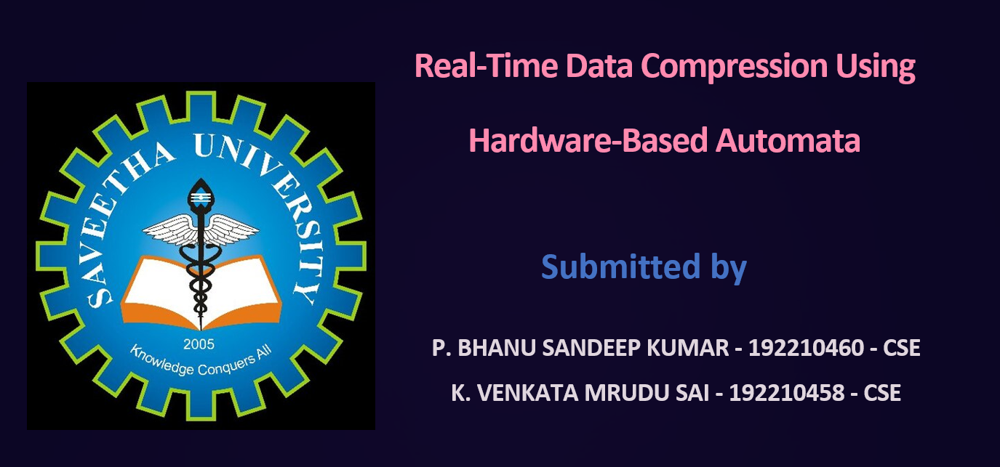 SAVEETHA UNIVERSITY
2005
Knowledge Conquers All
Real-Time Data Compression Using
Hardware-Based Automata
Submitted by
P. BHANU SANDEEP KUMAR - 192210460 - CSE
K. VENKATA MRUDU SAI - 192210458 - CSE